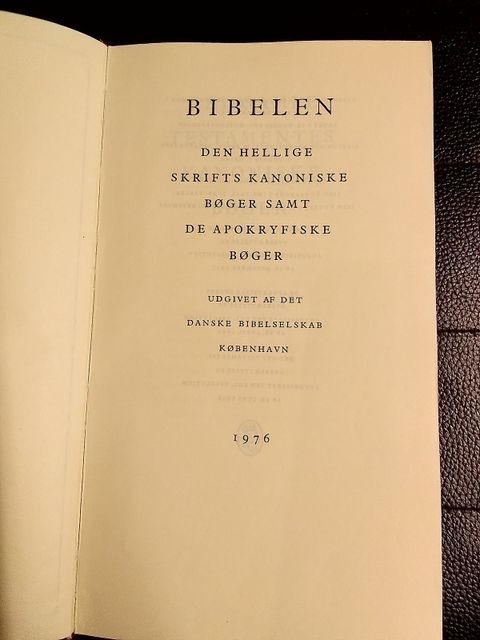 BIBELEN
DEN HELLIGE
SKRIFTS KANONISKE
BØGER SAMT
DE APOKRYFISKE
BØGER
UDGIVET AF DET
DANSKE BIBELSELSKAB
KØBENHAVN
1976